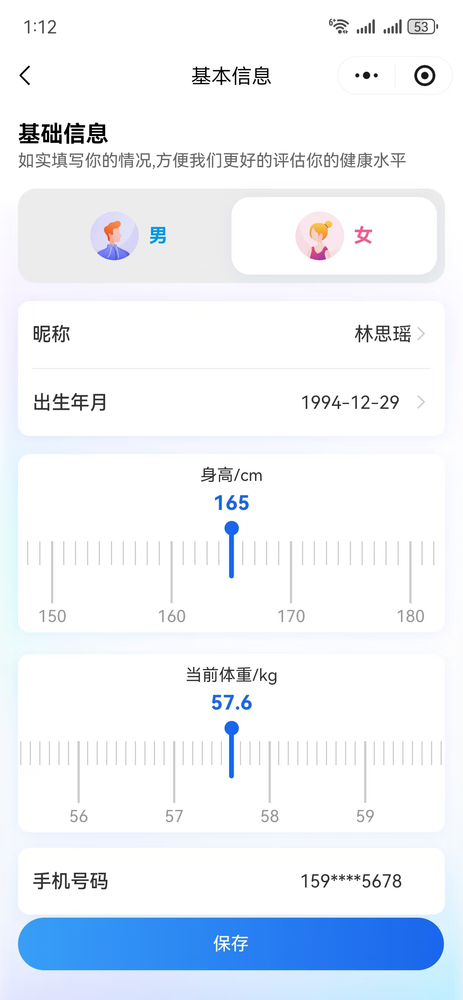 1:12
6+
53
基本信息
基础信息
如实填写你的情况,方便我们更好的评估你的健康水平
男
女
昵称 林思瑶
出生年月 1994-12-29
身高/cm
165
150 160 170 180
当前体重/kg
57.6
56 57 58 59
手机号码 159****5678
保存